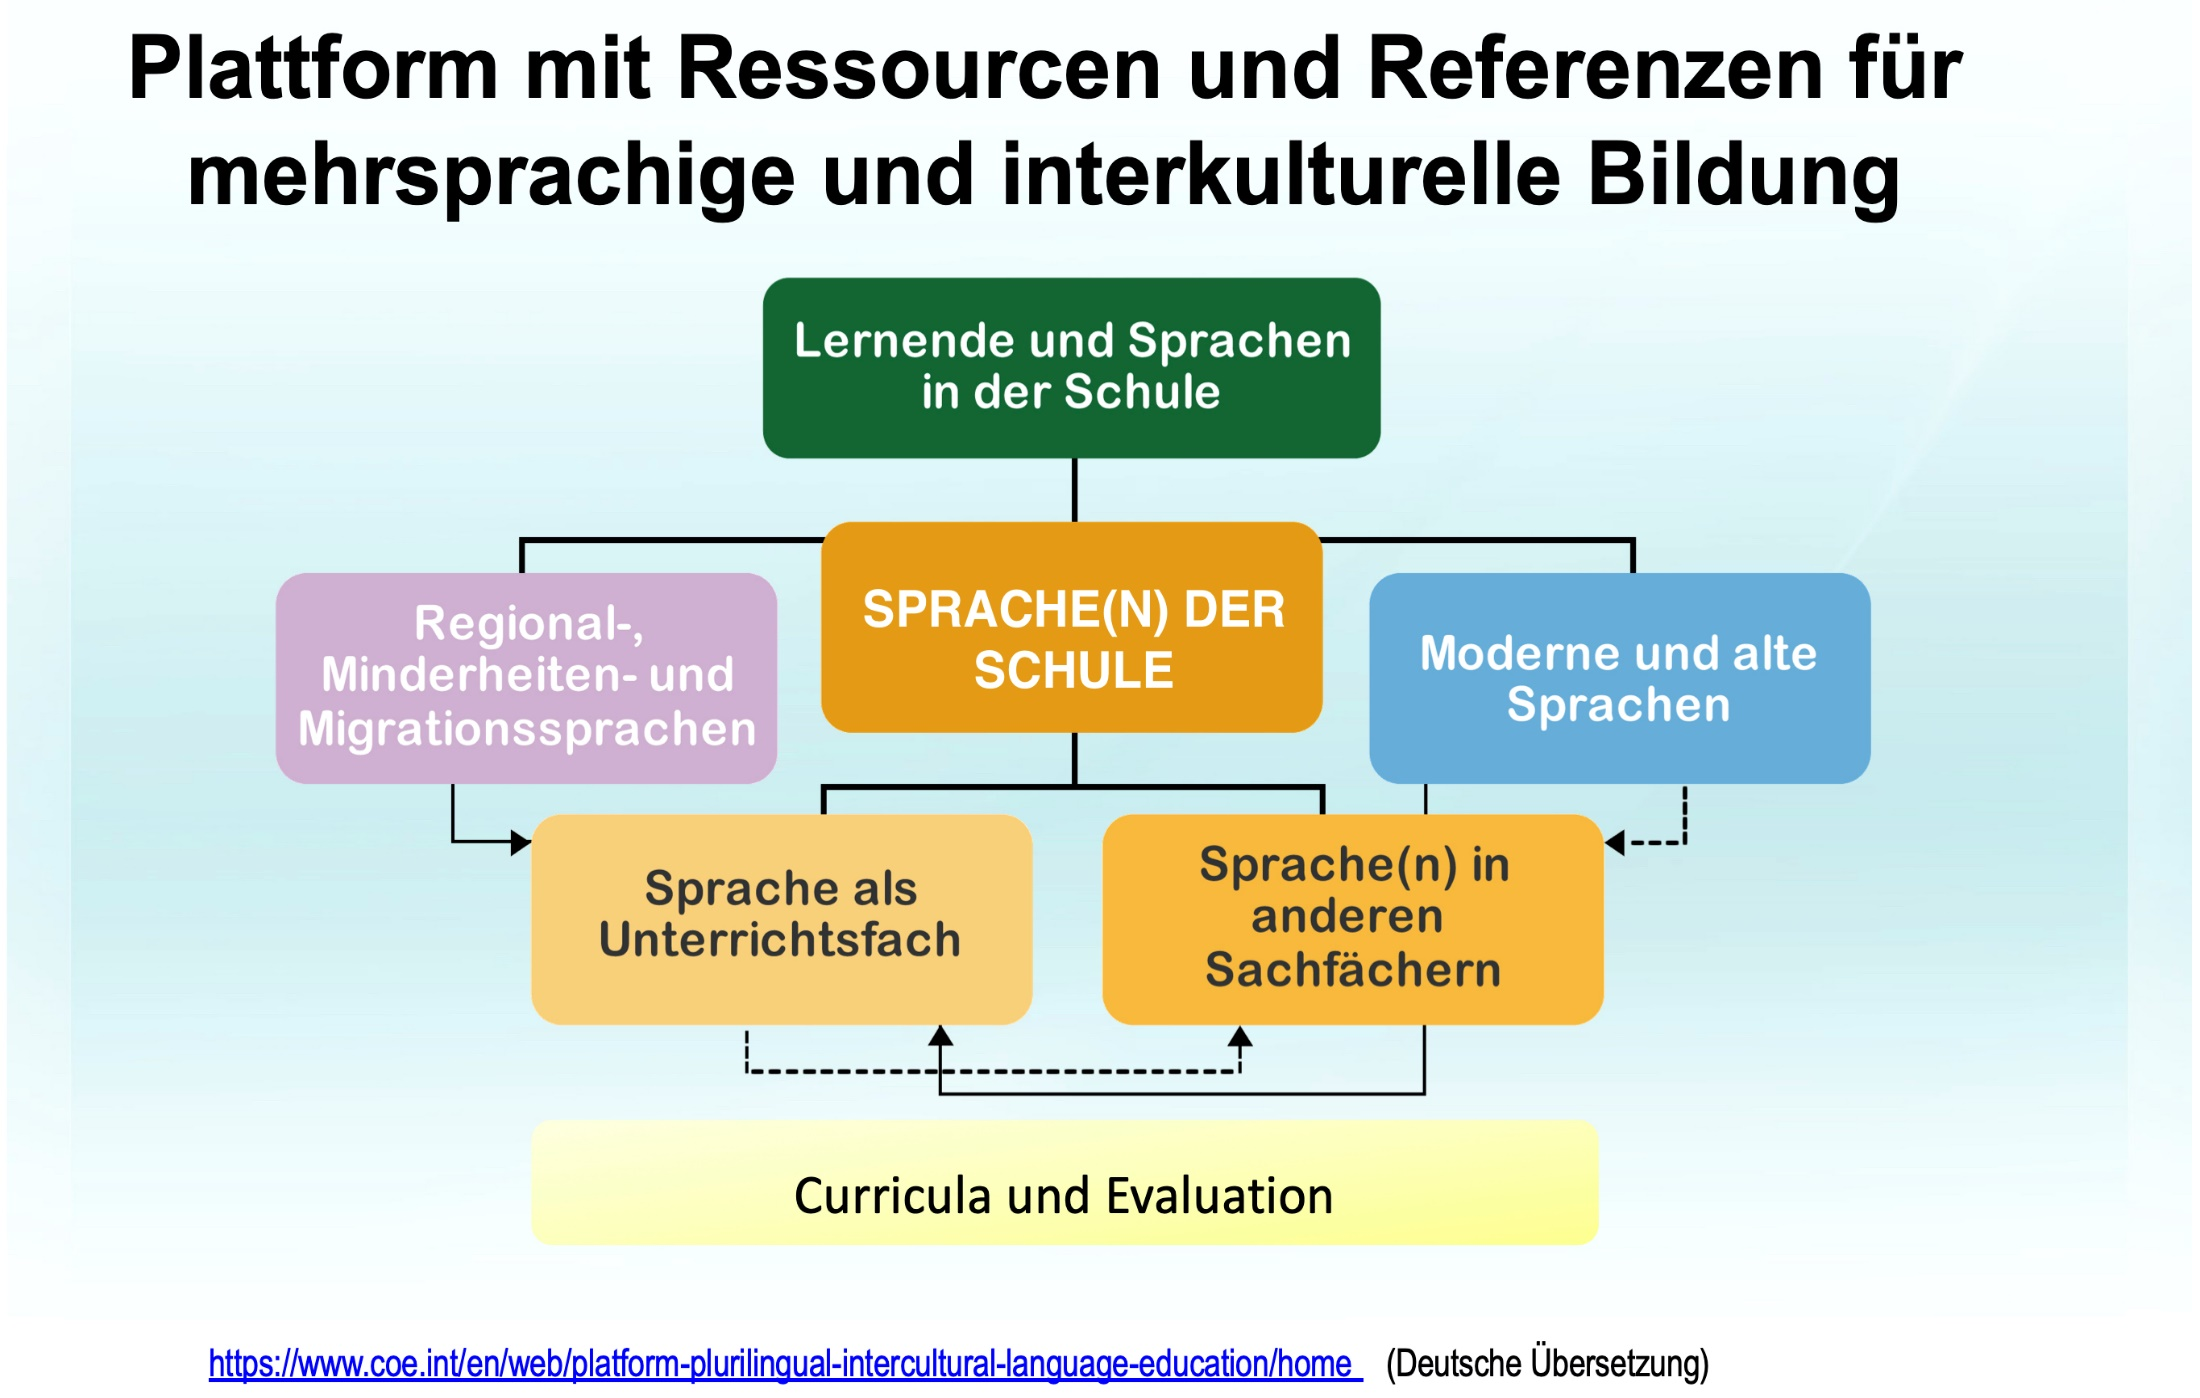 Plattform mit Ressourcen und Referenzen für
mehrsprachige und interkulturelle Bildung
Lernende und Sprachen
in der Schule
Regional-,
Minderheiten- und
Migrationssprachen
SPRACHE(N) DER
SCHULE
Moderne und alte
Sprachen
Sprache als
Unterrichtsfach
Sprache(n) in
anderen
Sachfächern
Curricula und Evaluation
https://www.coe.int/en/web/platform-plurilingual-intercultural-language-education/home (Deutsche Übersetzung)